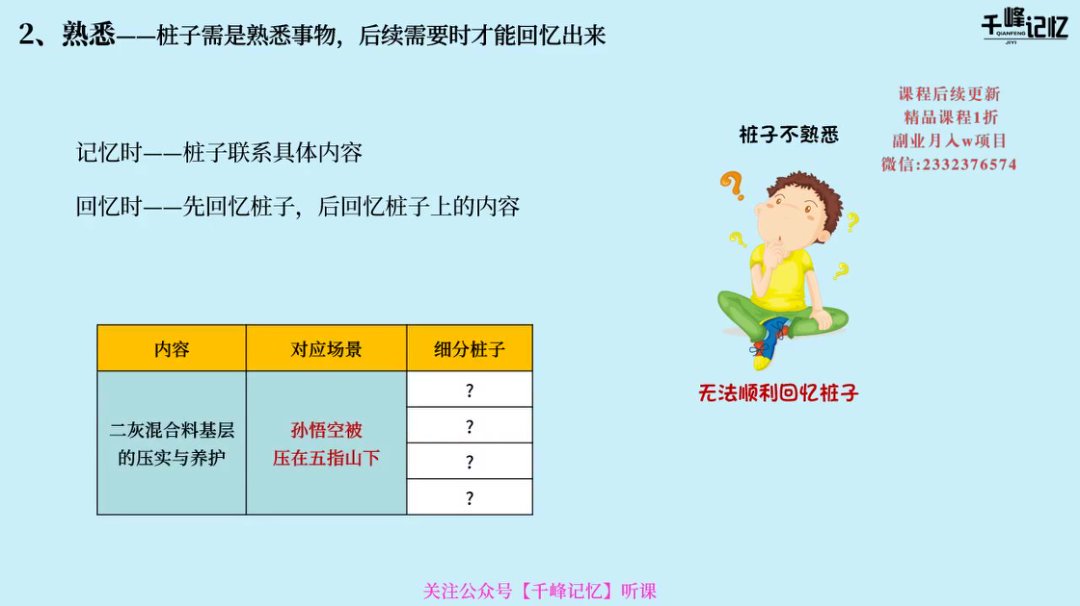 2、熟悉——桩子需是熟悉事物，后续需要时才能回忆出来
千峰记忆
QIANFENG
JIYI
课程后续更新
精品课程1折
副业月入w项目
微信:2332376574
记忆时——桩子联系具体内容
回忆时——先回忆桩子，后回忆桩子上的内容
桩子不熟悉
?
?
?
?
无法顺利回忆桩子
内容 对应场景 细分桩子
二灰混合料基层
的压实与养护
孙悟空被
压在五指山下
?
?
?
?
关注公众号【千峰记忆】听课